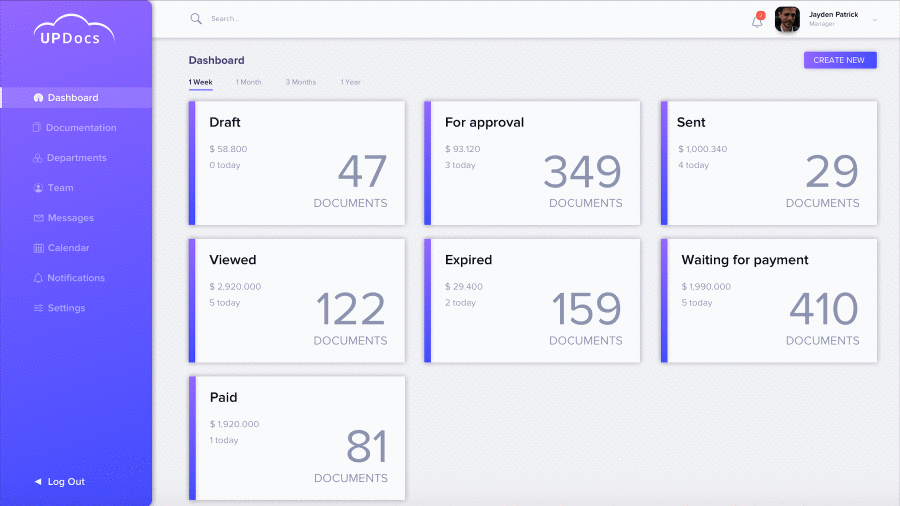 UPDocs
Search...
Jayden Patrick
Manager
Dashboard
Documentation
Departments
Team
Messages
Calendar
Notifications
Settings
Log Out
Dashboard
CREATE NEW
1 Week 1 Month 3 Months 1 Year
Draft
$ 58.800
0 today
47
DOCUMENTS
For approval
$ 93.120
3 today
349
DOCUMENTS
Sent
$ 1,000.340
4 today
29
DOCUMENTS
Viewed
$ 2,920.000
5 today
122
DOCUMENTS
Expired
$ 29.400
2 today
159
DOCUMENTS
Waiting for payment
$ 1,990.000
5 today
410
DOCUMENTS
Paid
$ 1,920.000
1 today
81
DOCUMENTS